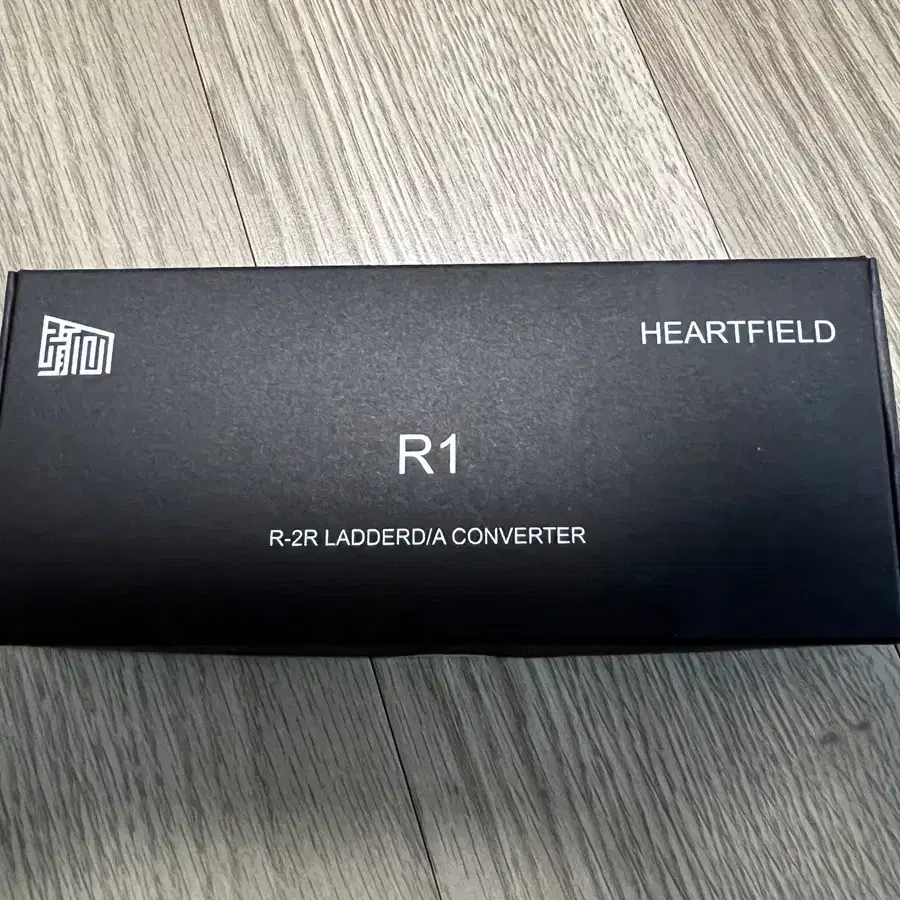 HEARTFIELD
R1
R-2R LADDERD/A CONVERTER